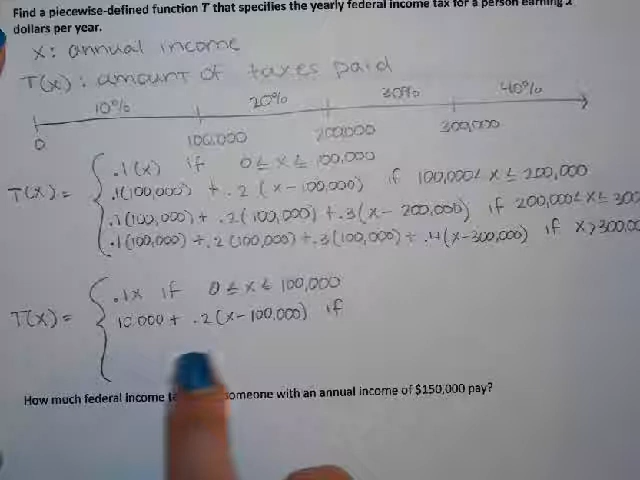 Find a piecewise-defined function T that specifies the yearly federal income tax for a person earning x
dollars per year.
x: annual income
T(x): amount of taxes paid
10% 20% 30% 40%
0 100,000 200,000 300,000
T(x) = { .1(x) if 0 ≤ x ≤ 100,000
.1(100,000) + .2(x-100,000) if 100,000 < x ≤ 200,000
.1(100,000) + .2(100,000) + .3(x-200,000) if 200,000 < x ≤ 300
.1(100,000) + .2(100,000) + .3(100,000) + .4(x-300,000) if x > 300,00
T(x) = { .1x if 0 ≤ x ≤ 100,000
10,000 + .2(x-100,000) if
How much federal income someone with an annual income of $150,000 pay?